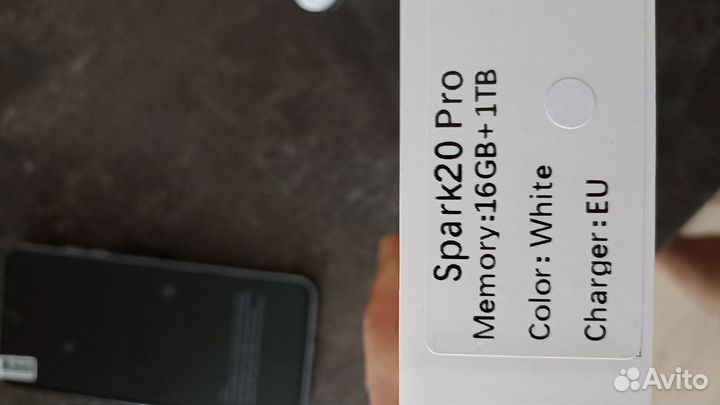 Spark20 Pro
Memory:16GB+1TB
Color: White
Charger:EU
Avito